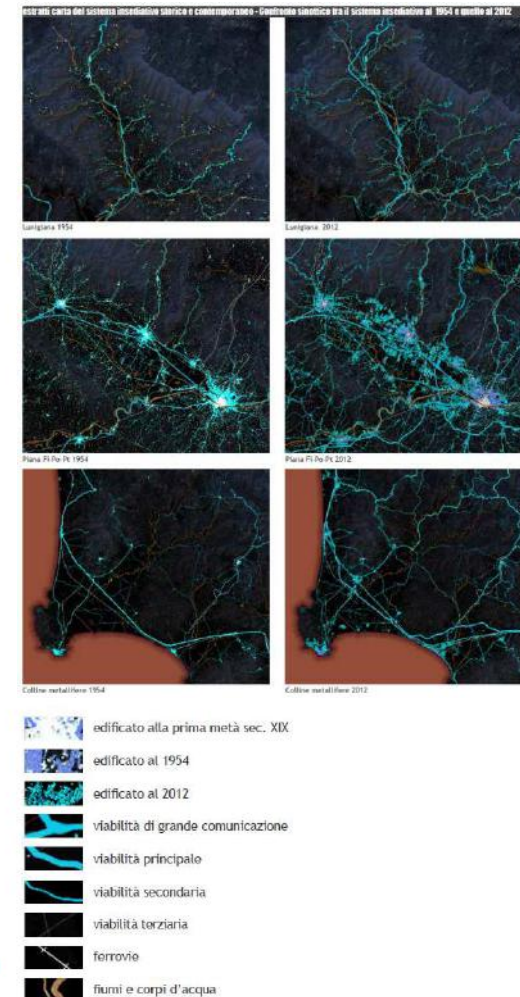 estratti carta del sistema insediativo storico e contemporaneo - Confronto sinottico tra il sistema insediativo al 1954 e quello al 2012
Lunigiana 1954
Lunigiana 2012
Piana Fi-Po-Pt 1954
Piana Fi-Po-Pt 2012
Colline metallifere 1954
Colline metallifere 2012
edificato alla prima metà sec. XIX
edificato al 1954
edificato al 2012
viabilità di grande comunicazione
viabilità principale
viabilità secondaria
viabilità terziaria
ferrovie
fiumi e corpi d'acqua